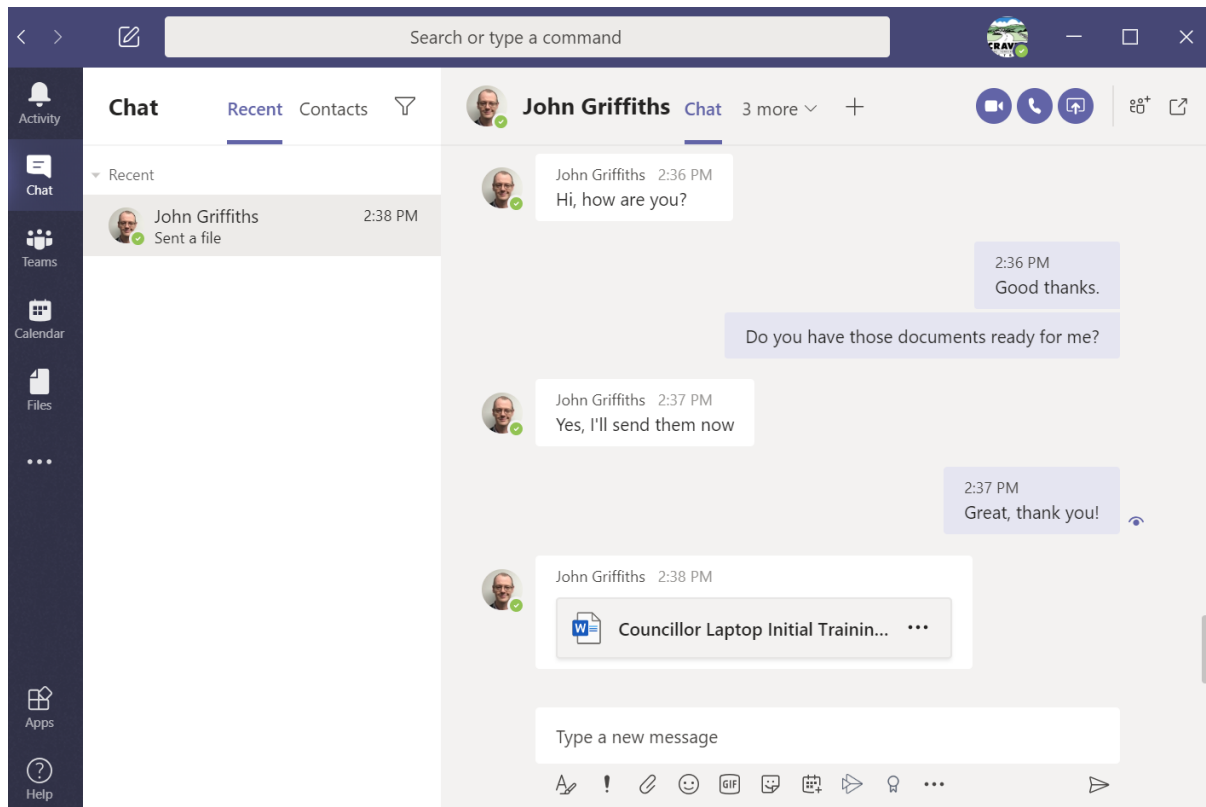 Search or type a command
CRAV
Activity
Chat
Teams
Calendar
Files
Apps
Help
Chat Recent Contacts
Recent
John Griffiths 2:38 PM
Sent a file
John Griffiths Chat 3 more
John Griffiths 2:36 PM
Hi, how are you?
2:36 PM
Good thanks.
Do you have those documents ready for me?
John Griffiths 2:37 PM
Yes, I'll send them now
2:37 PM
Great, thank you!
John Griffiths 2:38 PM
W Councillor Laptop Initial Trainin... •••
Type a new message
GIF